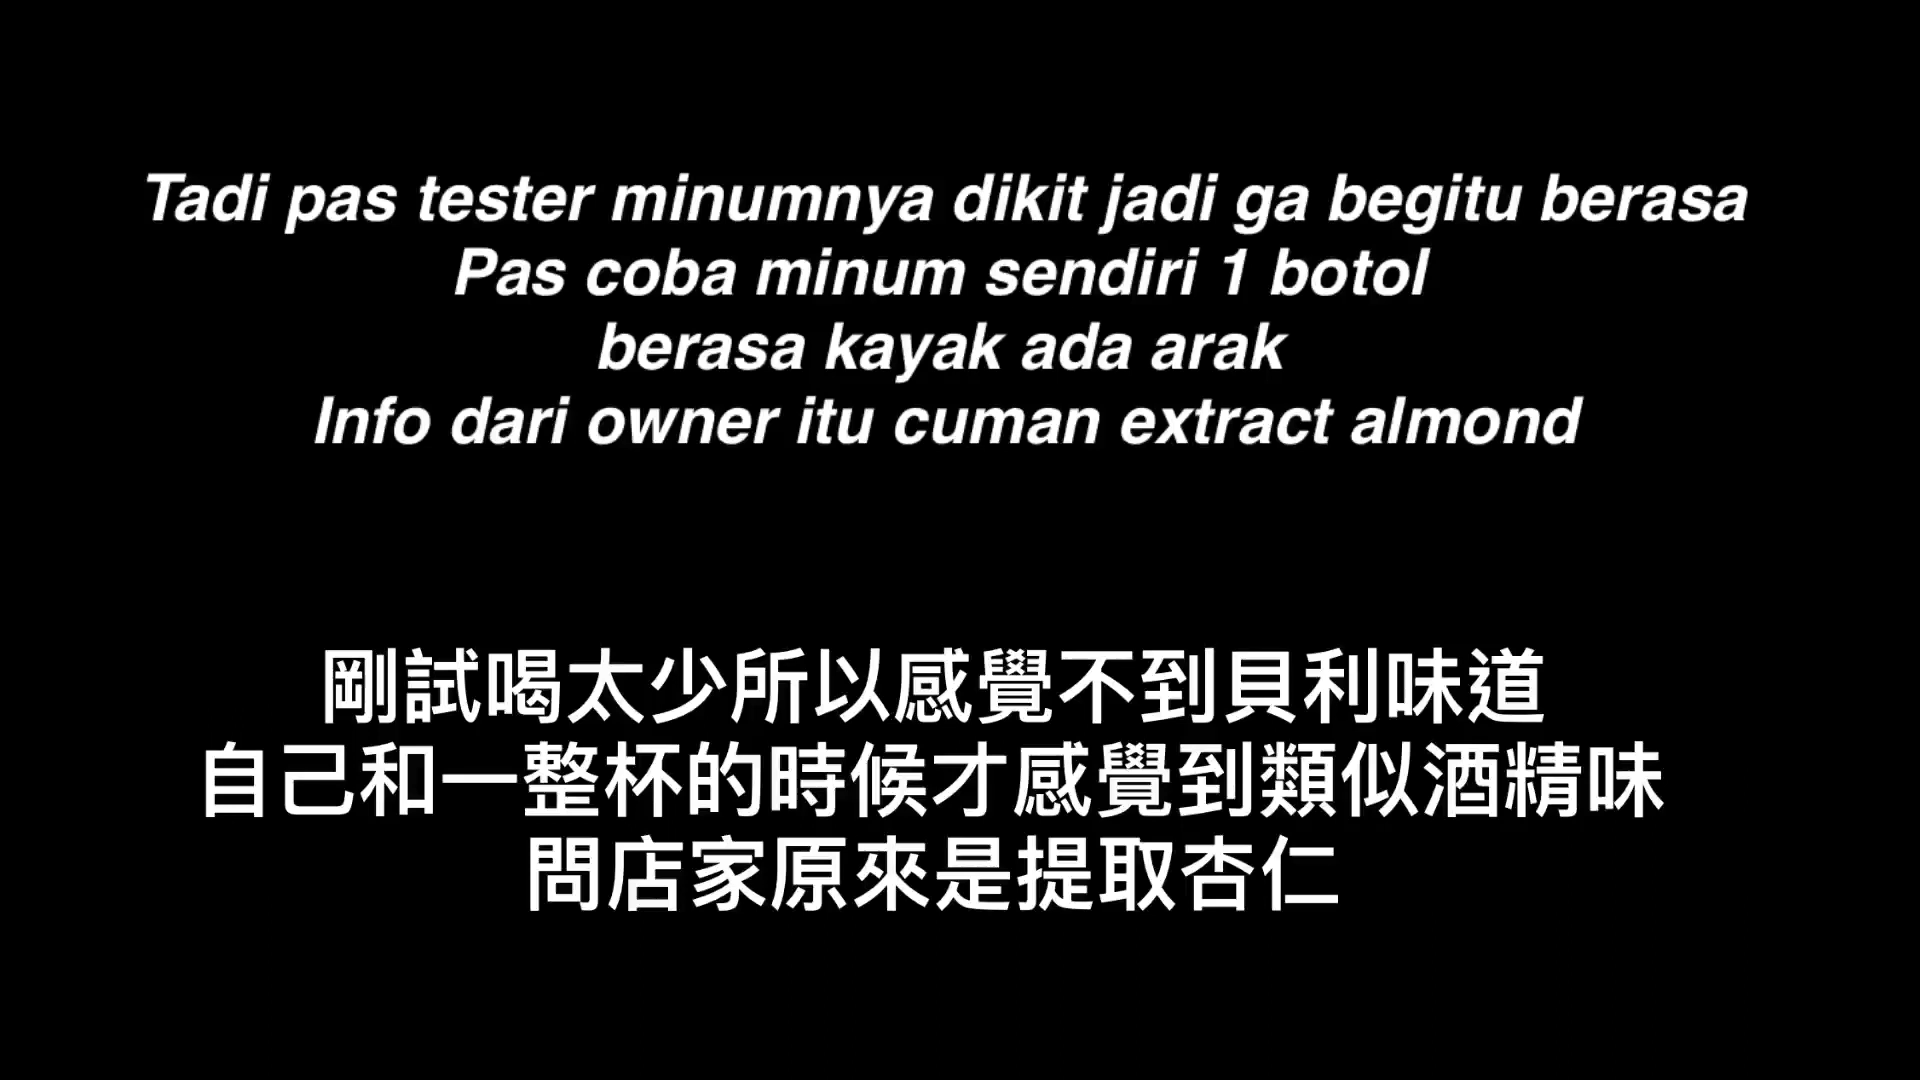 Tadi pas tester minumnya dikit jadi ga begitu berasa
Pas coba minum sendiri 1 botol
berasa kayak ada arak
Info dari owner itu cuman extract almond
剛試喝太少所以感覺不到貝利味道
自己和一整杯的時候才感覺到類似酒精味
問店家原來是提取杏仁